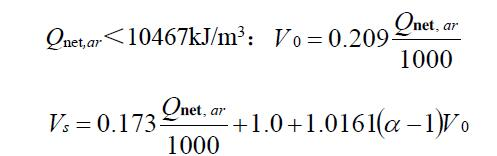 Qnet,ar＜10467kJ/m³： V₀ = 0.209 Qnet, ar / 1000
Vₛ = 0.173 Qnet, ar / 1000 + 1.0 + 1.0161(α − 1)V₀